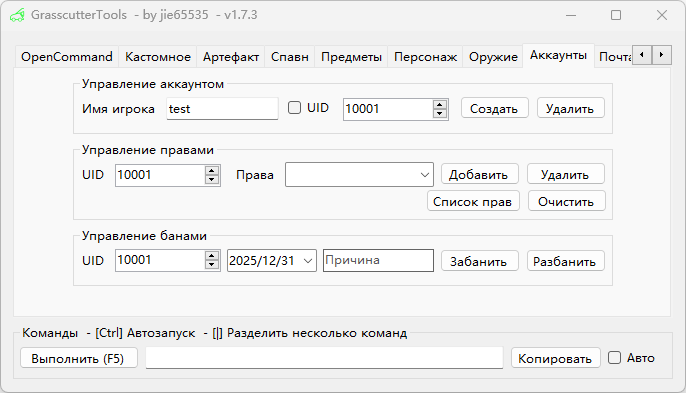 GrasscutterTools - by jie65535 - v1.7.3
OpenCommand Кастомное Артефакт Спавн Предметы Персонаж Оружие Аккаунты Почта
Управление аккаунтом
Имя игрока test UID 10001 Создать Удалить
Управление правами
UID 10001 Права Добавить Удалить
Список прав Очистить
Управление банами
UID 10001 2025/12/31 Причина Забанить Разбанить
Команды - [Ctrl] Автозапуск - [|] Разделить несколько команд
Выполнить (F5) Копировать Авто